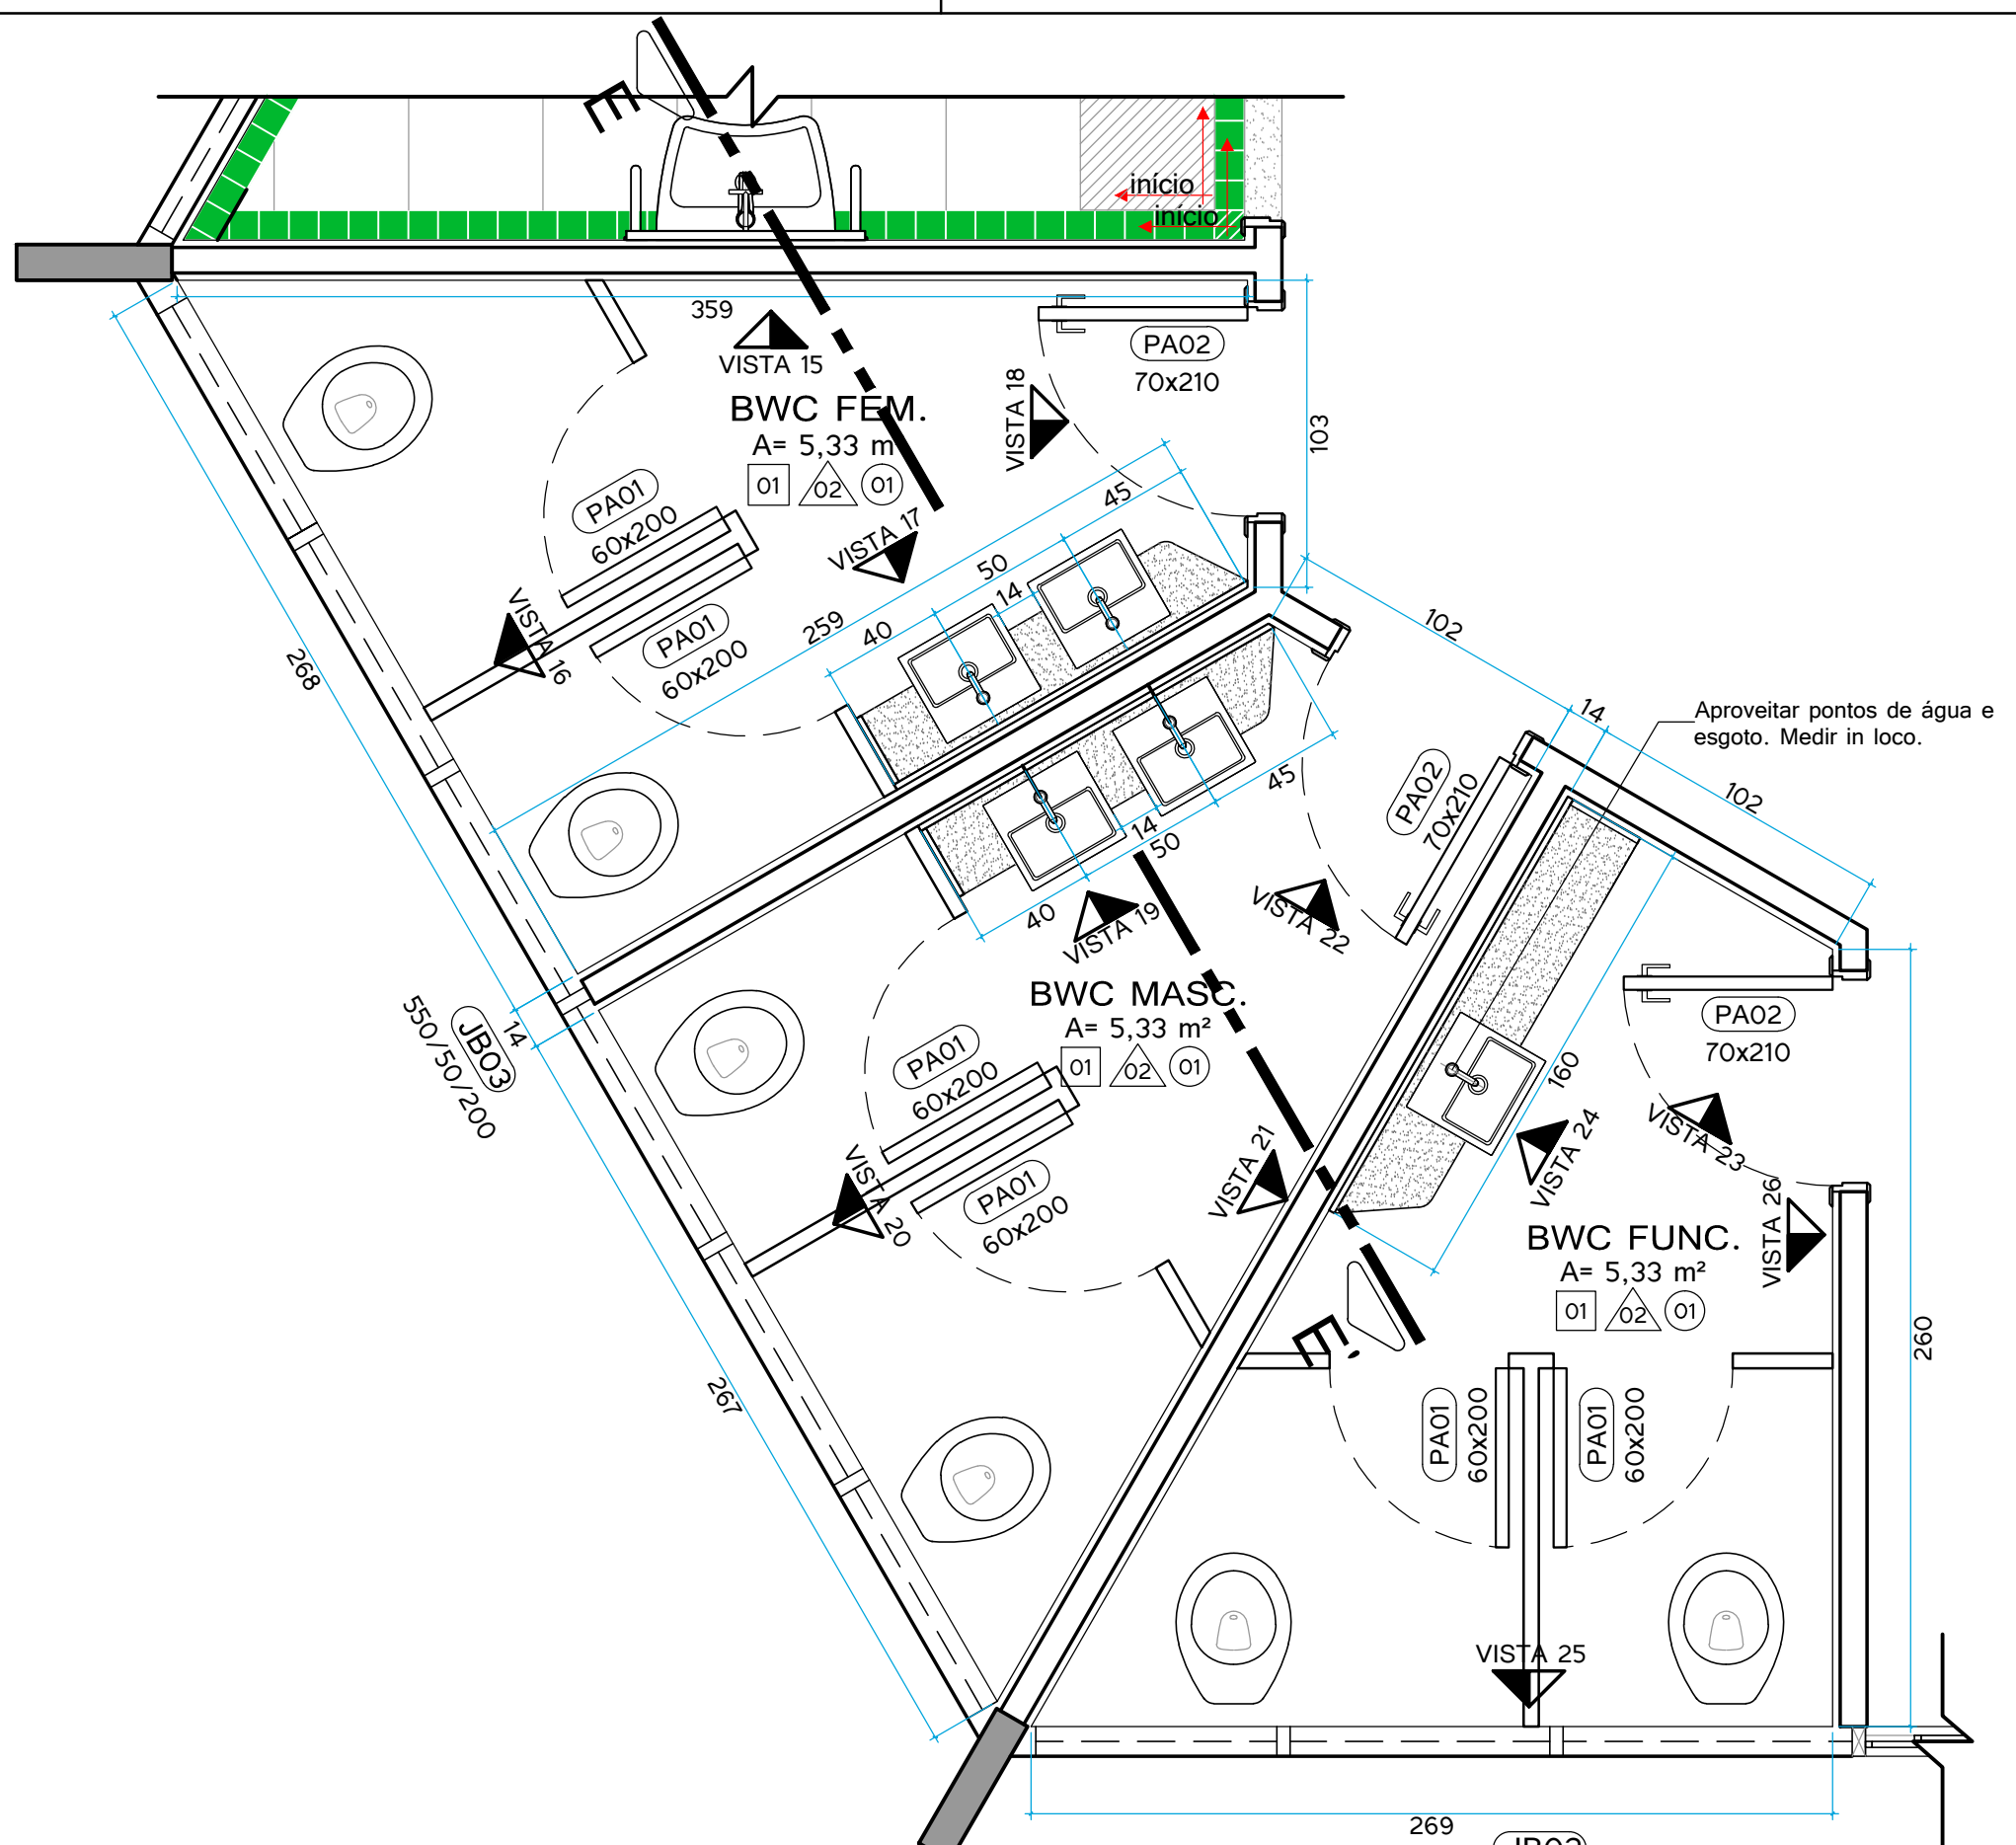 E
início
início
359
VISTA 15
PA02
70x210
VISTA 18
103
BWC FEM.
A= 5,33 m
01 02 01
PA01
60x200
VISTA 17
45
50
14
40
259
VISTA 16
PA01
60x200
268
102
14
Aproveitar pontos de água e
esgoto. Medir in loco.
102
PA02
70x210
45
14
50
40
VISTA 19
VISTA 22
BWC MASC.
A= 5,33 m²
01 02 01
JB03
550/50/200
14
PA01
60x200
PA02
70x210
160
VISTA 23
VISTA 24
VISTA 21
VISTA 20
PA01
60x200
VISTA 26
BWC FUNC.
A= 5,33 m²
01 02 01
E'
260
267
PA01
60x200
PA01
60x200
VISTA 25
269